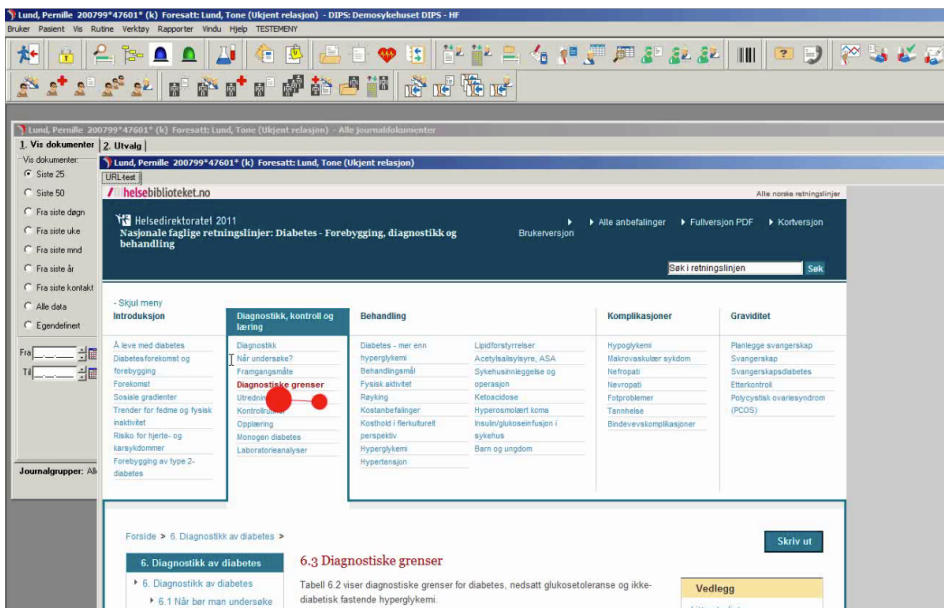 Lund, Pernille 200799*47601* (k) Foresatt: Lund, Tone (Ukjent relasjon) - DIPS: Demosykehuset DIPS - HF
Bruker Pasient Vis Rutine Verktøy Rapporter Vindu Hjelp TESTEMENY
Lund, Pernille 200799*47601* (k) Foresatt: Lund, Tone (Ukjent relasjon) - Alle journaldokumenter
1. Vis dokumenter
2. Utvalg
Vis dokumenter:
Siste 25
Siste 50
Fra siste døgn
Fra siste uke
Fra siste mnd
Fra siste år
Fra siste kontakt
Alle data
Egendefinert
Fra
Til
Journalgrupper:
Lund, Pernille 200799*47601* (k) Foresatt: Lund, Tone (Ukjent relasjon)
URL-test
helsebiblioteket.no
Alle norske retningslinjer
Helsedirektoratet 2011
Nasjonale faglige retningslinjer: Diabetes - Forebygging, diagnostikk og
behandling
Brukerversjon
Alle anbefalinger
Fullversjon PDF
Kortversjon
Søk i retningslinjen
Søk
- Skjul meny
Introduksjon
Å leve med diabetes
Diabetesforekomst og
forebygging
Forekomst
Sosiale gradienter
Trender for fedme og fysisk
inaktivitet
Risiko for hjerte- og
karsykdommer
Forebygging av type 2-
diabetes
Diagnostikk, kontroll og
læring
Diagnostikk
Når undersøke?
Framgangsmåte
Diagnostiske grenser
Opplæring
Monogen diabetes
Laboratorieanalyser
Behandling
Diabetes - mer enn
hyperglykemi
Behandlingsmål
Fysisk aktivitet
Røyking
Kostanbefalinger
Kosthold i flerkulturelt
perspektiv
Hyperglykemi
Hypertensjon
Lipidforstyrrelser
Acetylsalisylsyre, ASA
Sykehusinnleggelse og
operasjon
Ketoacidose
Hyperosmolært koma
Insulin/glukoseinfusjon i
sykehus
Barn og ungdom
Komplikasjoner
Hypoglykemi
Makrovaskulær sykdom
Nefropati
Nevropati
Fotproblemer
Tannhelse
Bindevevskomplikasjoner
Graviditet
Planlegge svangerskap
Svangerskap
Svangerskapsdiabetes
Etterkontroll
Polycystisk ovariesyndrom
(PCOS)
Forside > 6. Diagnostikk av diabetes >
Skriv ut
6. Diagnostikk av diabetes
6. Diagnostikk av diabetes
6.1 Når bør man undersøke
6.3 Diagnostiske grenser
Tabell 6.2 viser diagnostiske grenser for diabetes, nedsatt glukosetoleranse og ikke-
diabetisk fastende hyperglykemi.
Vedlegg